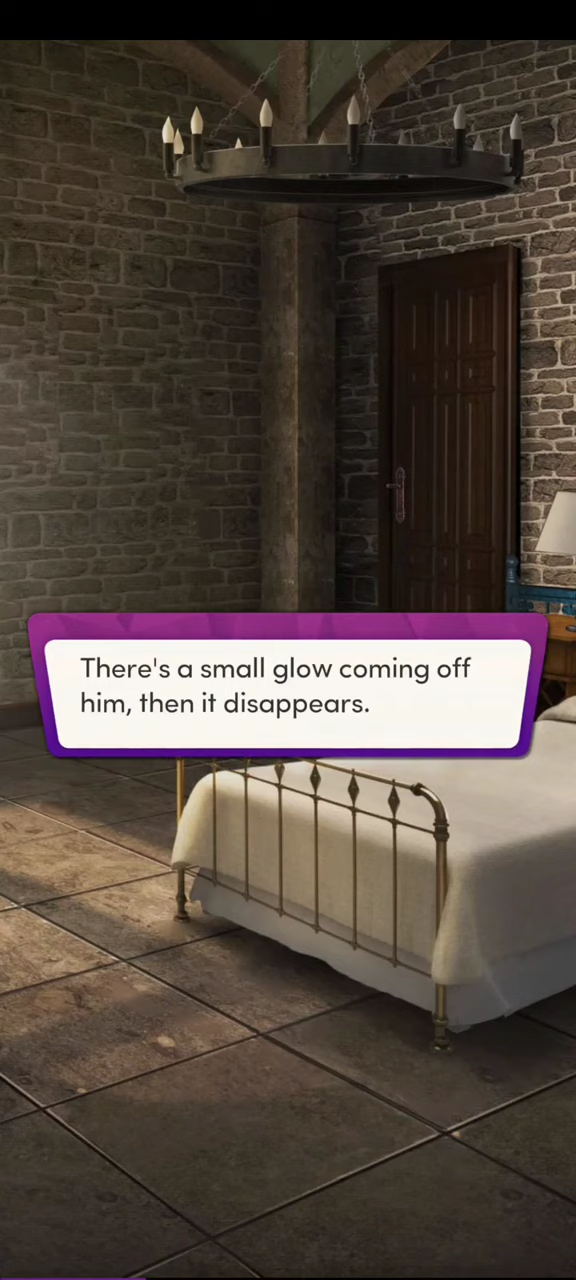 There's a small glow coming off
him, then it disappears.